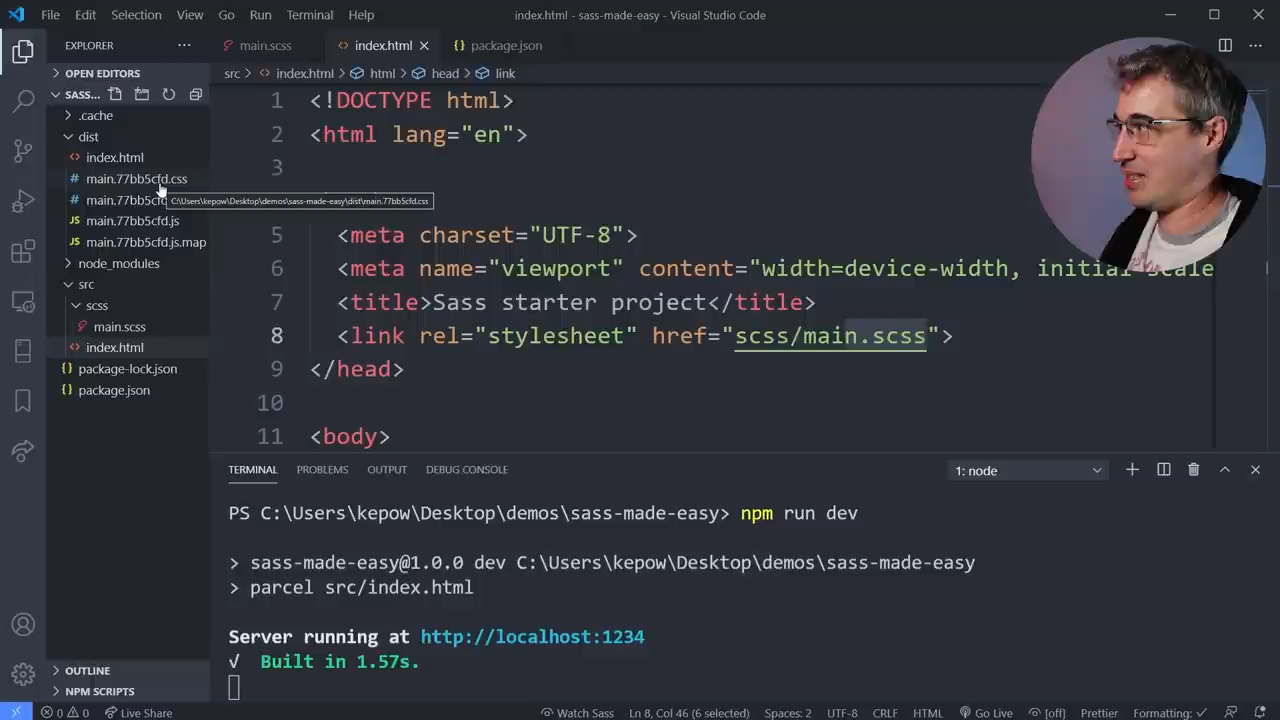 File Edit Selection View Go Run Terminal Help
index.html - sass-made-easy - Visual Studio Code
EXPLORER
main.scss
index.html
package.json
OPEN EDITORS
src > index.html > html > head > link
SASS...
.cache
dist
index.html
main.77bb5cfd.css
main.77bb5cfd
C:\Users\kepow\Desktop\demos\sass-made-easy\dist\main.77bb5cfd.css
main.77bb5cfd.js
main.77bb5cfd.js.map
node_modules
src
scss
main.scss
index.html
package-lock.json
package.json
1 <!DOCTYPE html>
2 <html lang="en">
3
5 <meta charset="UTF-8">
6 <meta name="viewport" content="width=device-width, initial-scale
7 <title>Sass starter project</title>
8 <link rel="stylesheet" href="scss/main.scss">
9 </head>
10
11 <body>
TERMINAL PROBLEMS OUTPUT DEBUG CONSOLE
1: node
PS C:\Users\kepow\Desktop\demos\sass-made-easy> npm run dev
> sass-made-easy@1.0.0 dev C:\Users\kepow\Desktop\demos\sass-made-easy
> parcel src/index.html
Server running at http://localhost:1234
√ Built in 1.57s.
OUTLINE
NPM SCRIPTS
0 0 Live Share
Watch Sass Ln 8, Col 46 (6 selected) Spaces: 2 UTF-8 CRLF HTML Go Live [off] Prettier Formatting: ✓